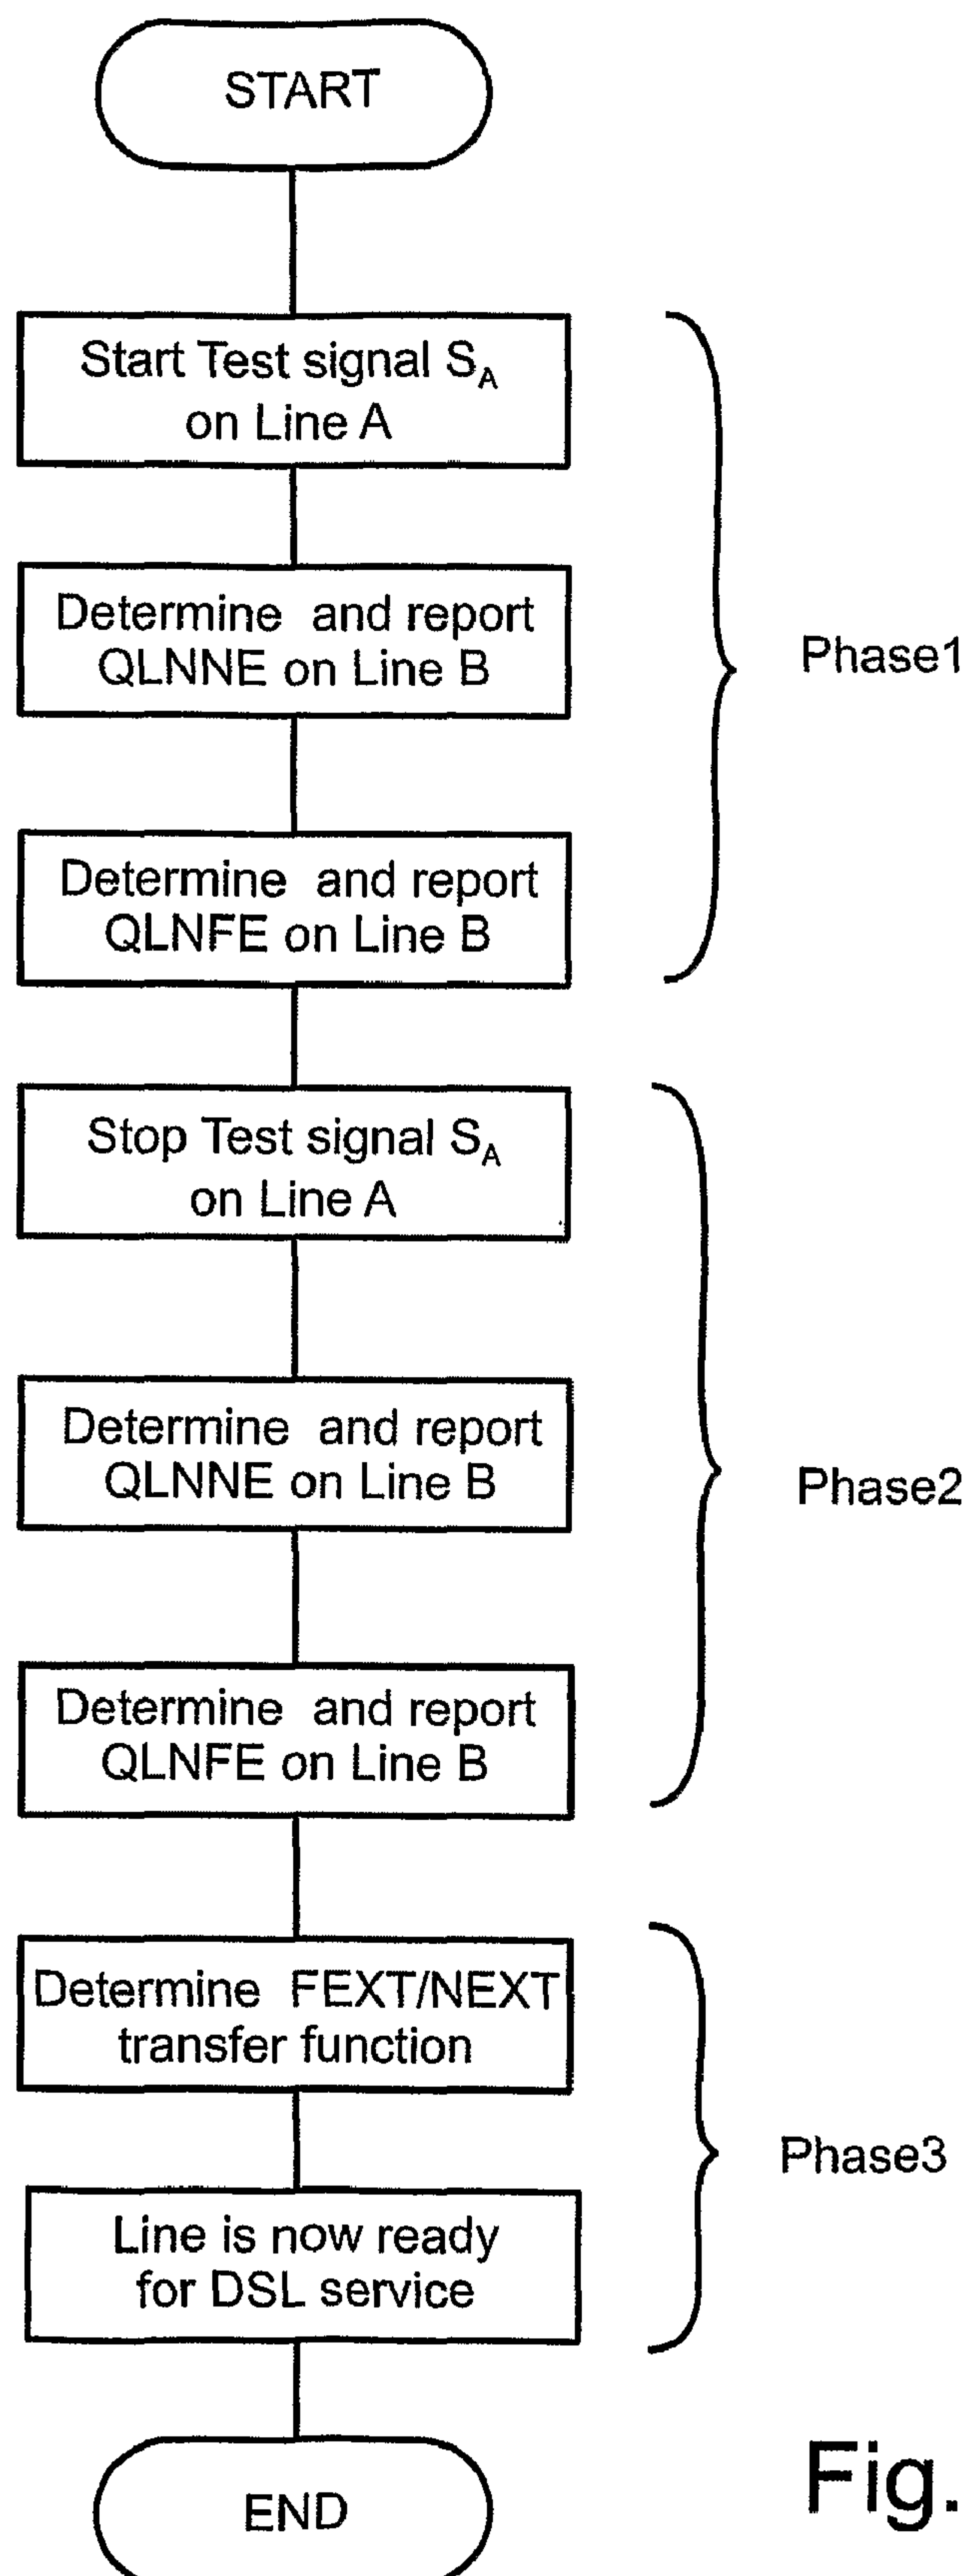 START
Start Test signal S_A
on Line A
Determine and report
QLNNE on Line B
Determine and report
QLNFE on Line B
Phase1
Stop Test signal S_A
on Line A
Determine and report
QLNNE on Line B
Determine and report
QLNFE on Line B
Phase2
Determine FEXT/NEXT
transfer function
Line is now ready
for DSL service
Phase3
END
Fig.